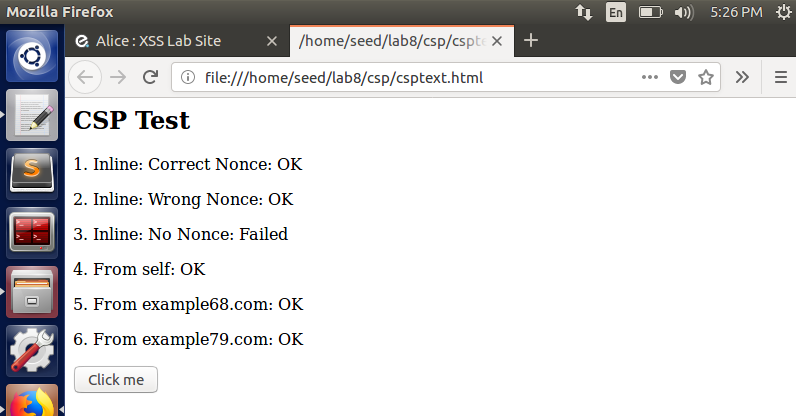 Mozilla Firefox En 5:26 PM
Alice : XSS Lab Site /home/seed/lab8/csp/cspte
file:///home/seed/lab8/csp/csptext.html
CSP Test
1. Inline: Correct Nonce: OK
2. Inline: Wrong Nonce: OK
3. Inline: No Nonce: Failed
4. From self: OK
5. From example68.com: OK
6. From example79.com: OK
Click me